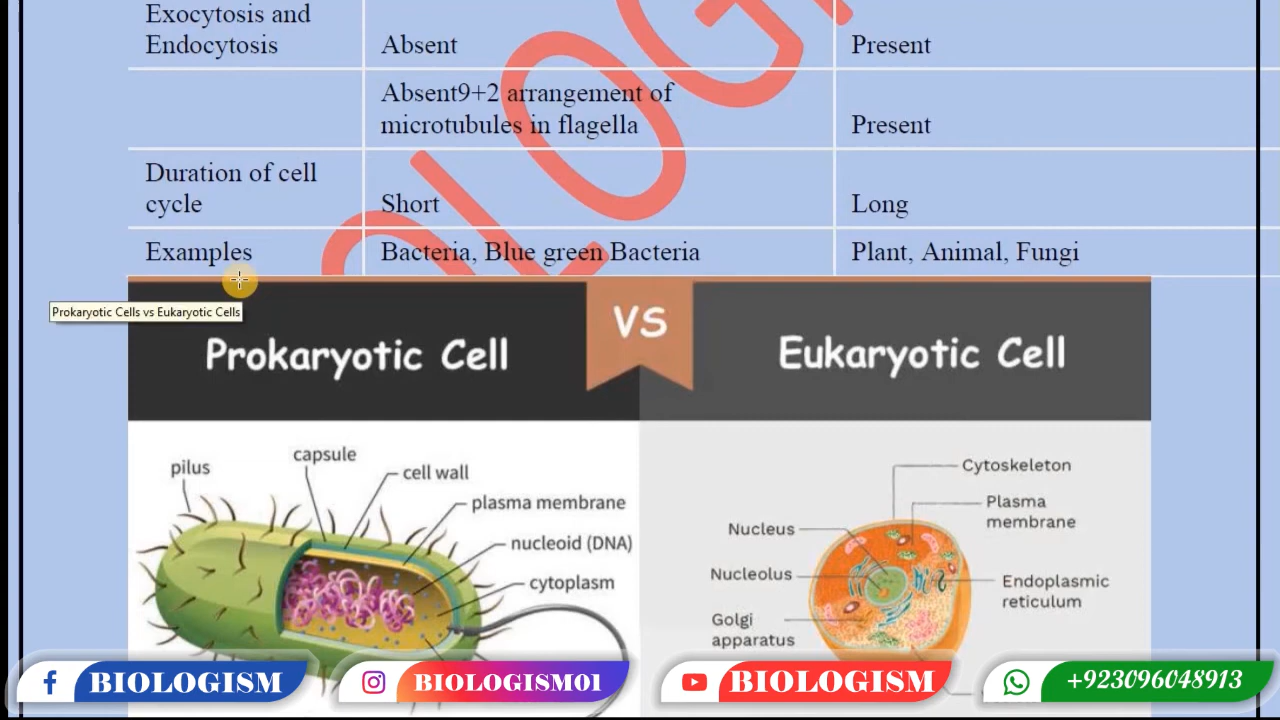 Exocytosis and
Endocytosis
Absent
Present
Absent9+2 arrangement of
microtubules in flagella
Present
Duration of cell
cycle
Short
Long
Examples
Bacteria, Blue green Bacteria
Plant, Animal, Fungi
Prokaryotic Cells vs Eukaryotic Cells
Prokaryotic Cell
VS
Eukaryotic Cell
pilus
capsule
cell wall
plasma membrane
nucleoid (DNA)
cytoplasm
Cytoskeleton
Plasma
membrane
Nucleus
Nucleolus
Endoplasmic
reticulum
Golgi
apparatus
BIOLOGISM
BIOLOGISM01
BIOLOGISM
+923096048913